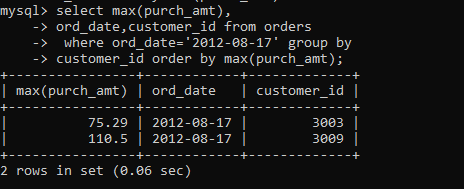 mysql> select max(purch_amt),
    -> ord_date,customer_id from orders
    ->  where ord_date='2012-08-17' group by
    -> customer_id order by max(purch_amt);
+----------------+------------+-------------+
| max(purch_amt) | ord_date   | customer_id |
+----------------+------------+-------------+
|          75.29 | 2012-08-17 |        3003 |
|          110.5 | 2012-08-17 |        3009 |
+----------------+------------+-------------+
2 rows in set (0.06 sec)